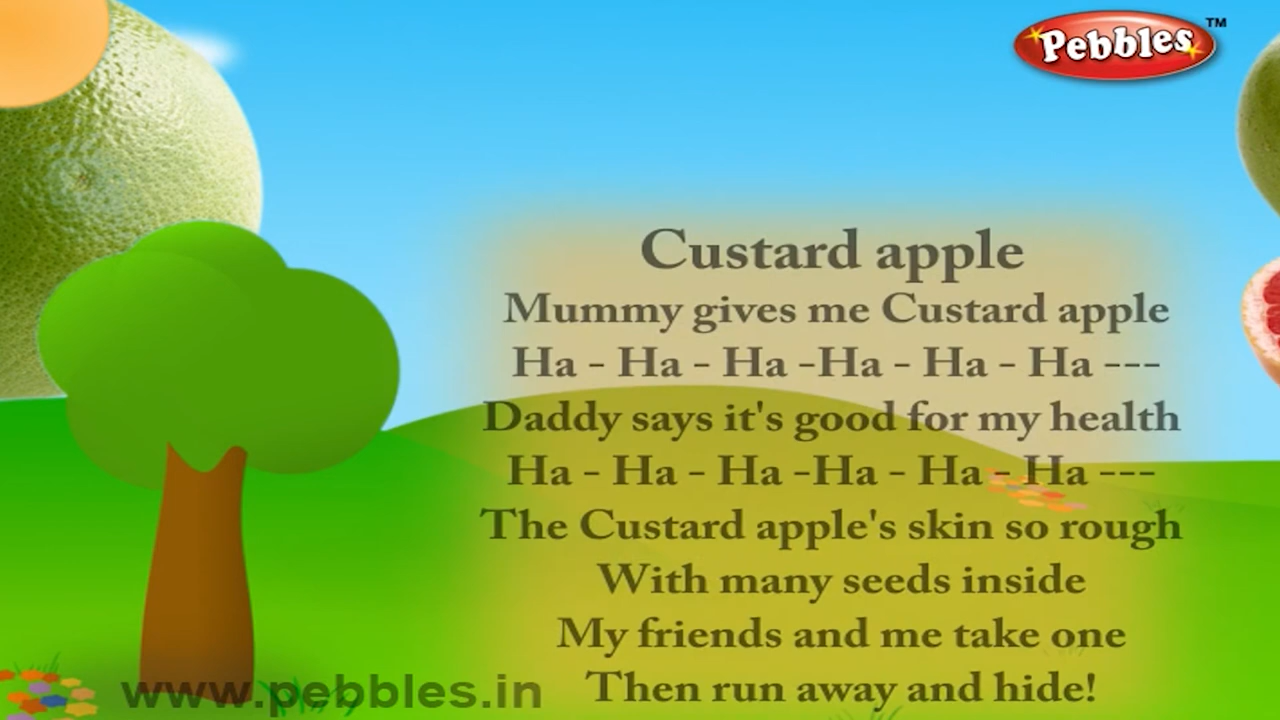 Pebbles TM
Custard apple
Mummy gives me Custard apple
Ha - Ha - Ha -Ha - Ha - Ha ---
Daddy says it's good for my health
Ha - Ha - Ha -Ha - Ha - Ha ---
The Custard apple's skin so rough
With many seeds inside
My friends and me take one
Then run away and hide!
www.pebbles.in